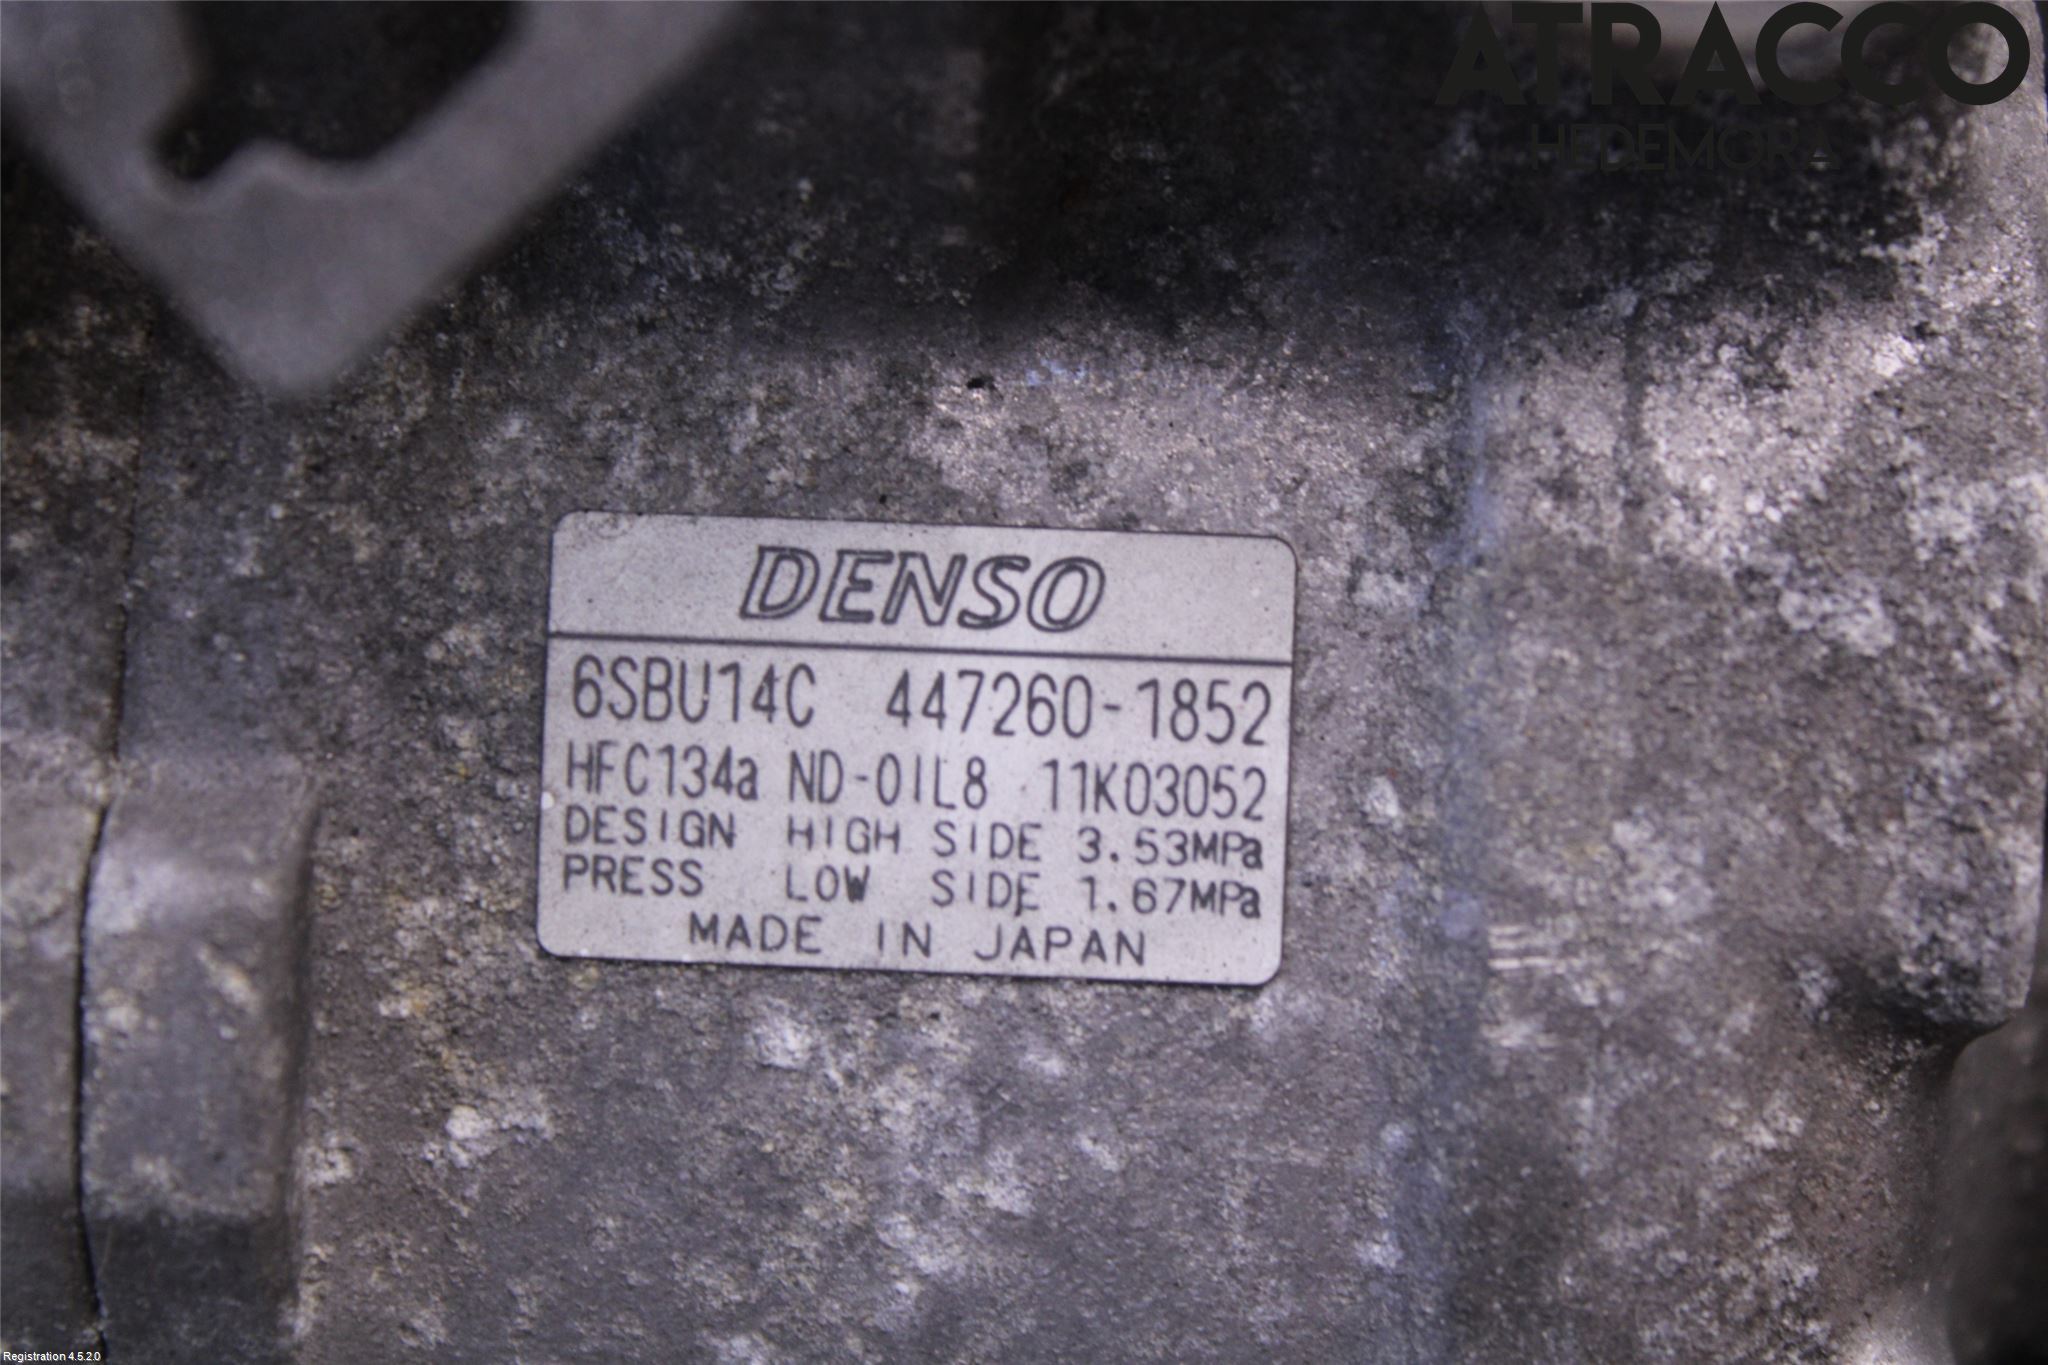 ATRACCO
HEDEMORA
DENSO
6SBU14C 447260-1852
HFC134a ND-OIL8 11K03052
DESIGN HIGH SIDE 3.53MPa
PRESS LOW SIDE 1.67MPa
MADE IN JAPAN
Registration 4.5.2.0